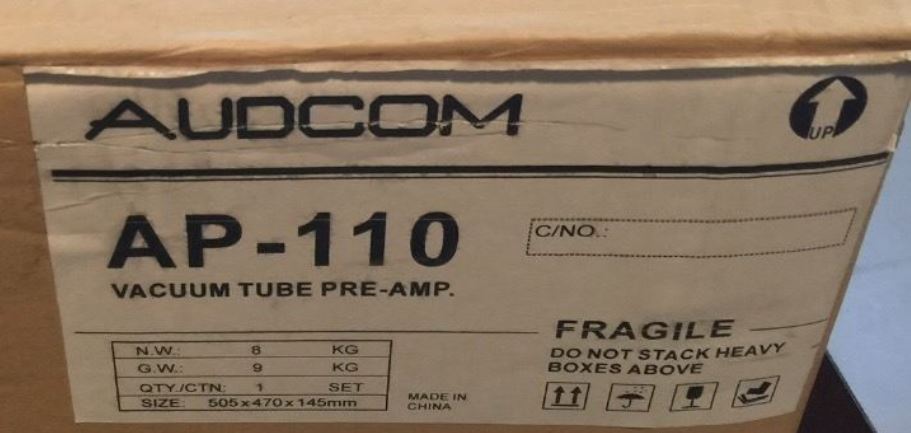 AUDCOM
UP
AP-110
C/NO.:
VACUUM TUBE PRE-AMP.
FRAGILE
DO NOT STACK HEAVY
BOXES ABOVE
N.W.: 8 KG
G.W.: 9 KG
QTY./CTN: 1 SET
SIZE: 505x470x145mm
MADE IN
CHINA